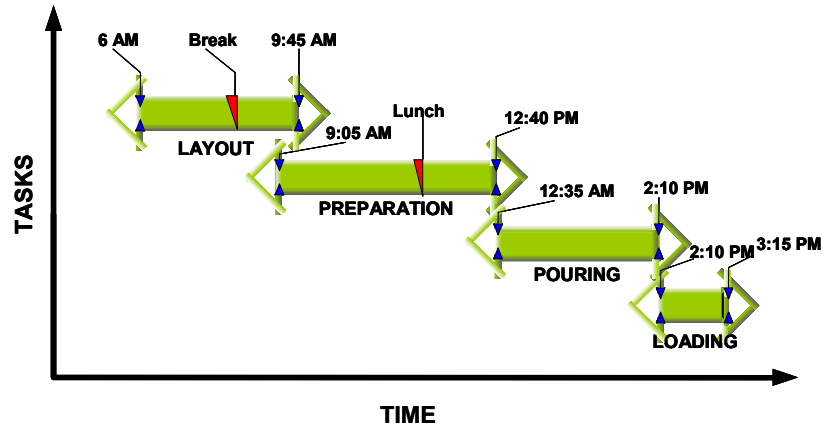 6 AM
Break
9:45 AM
Lunch
12:40 PM
9:05 AM
LAYOUT
12:35 AM
2:10 PM
PREPARATION
2:10 PM
3:15 PM
POURING
LOADING
TASKS
TIME